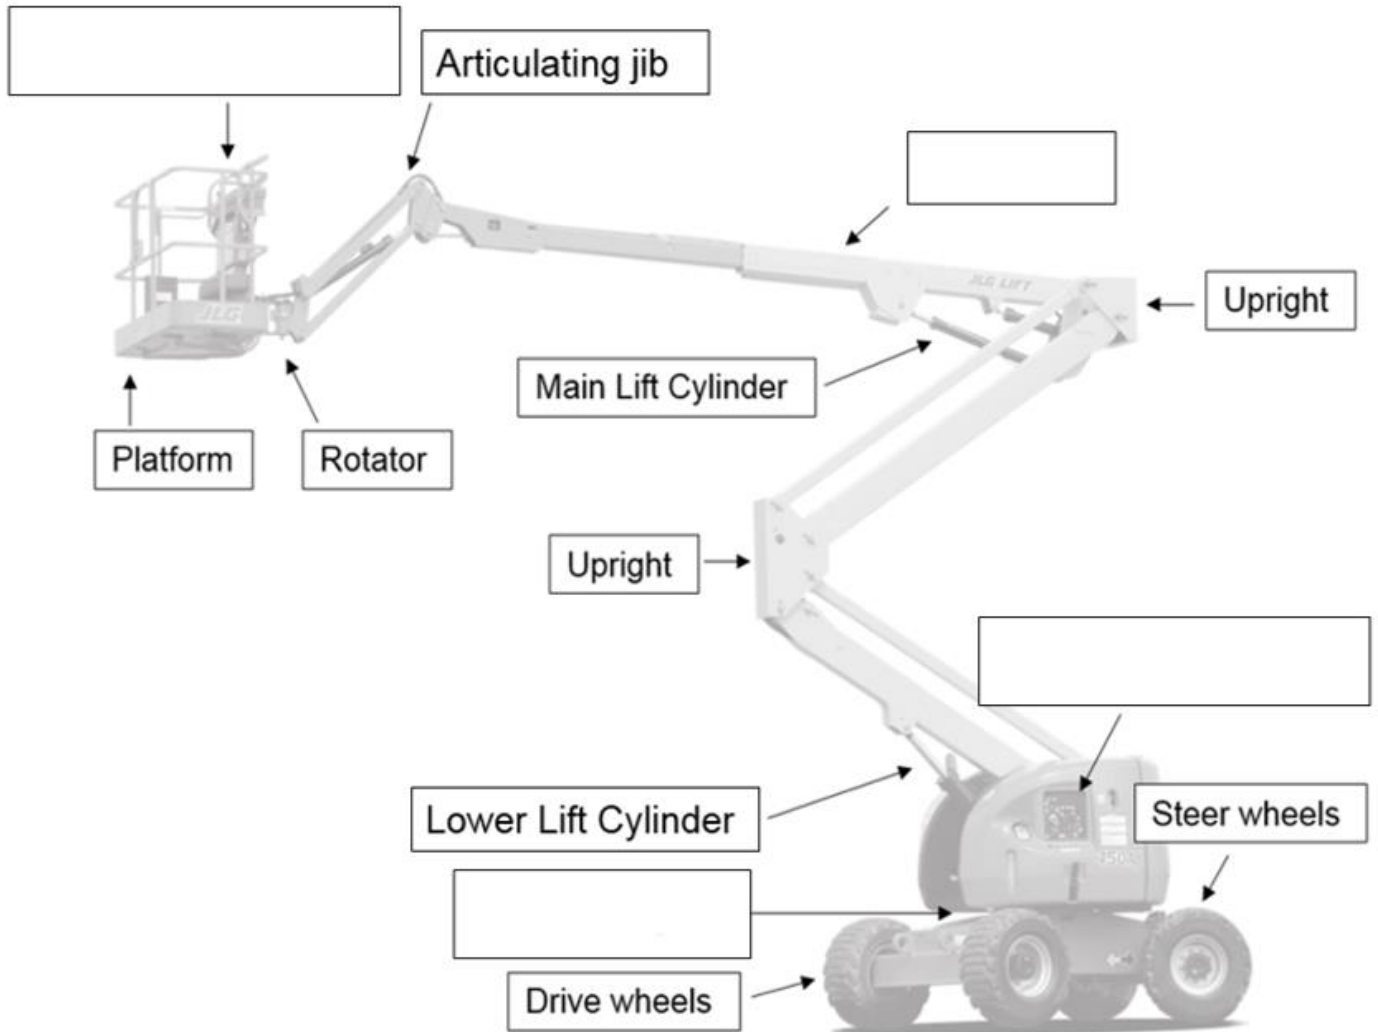 Articulating jib
JLG LIFT
Upright
JLG
Main Lift Cylinder
Platform
Rotator
Upright
Lower Lift Cylinder
Steer wheels
Drive wheels